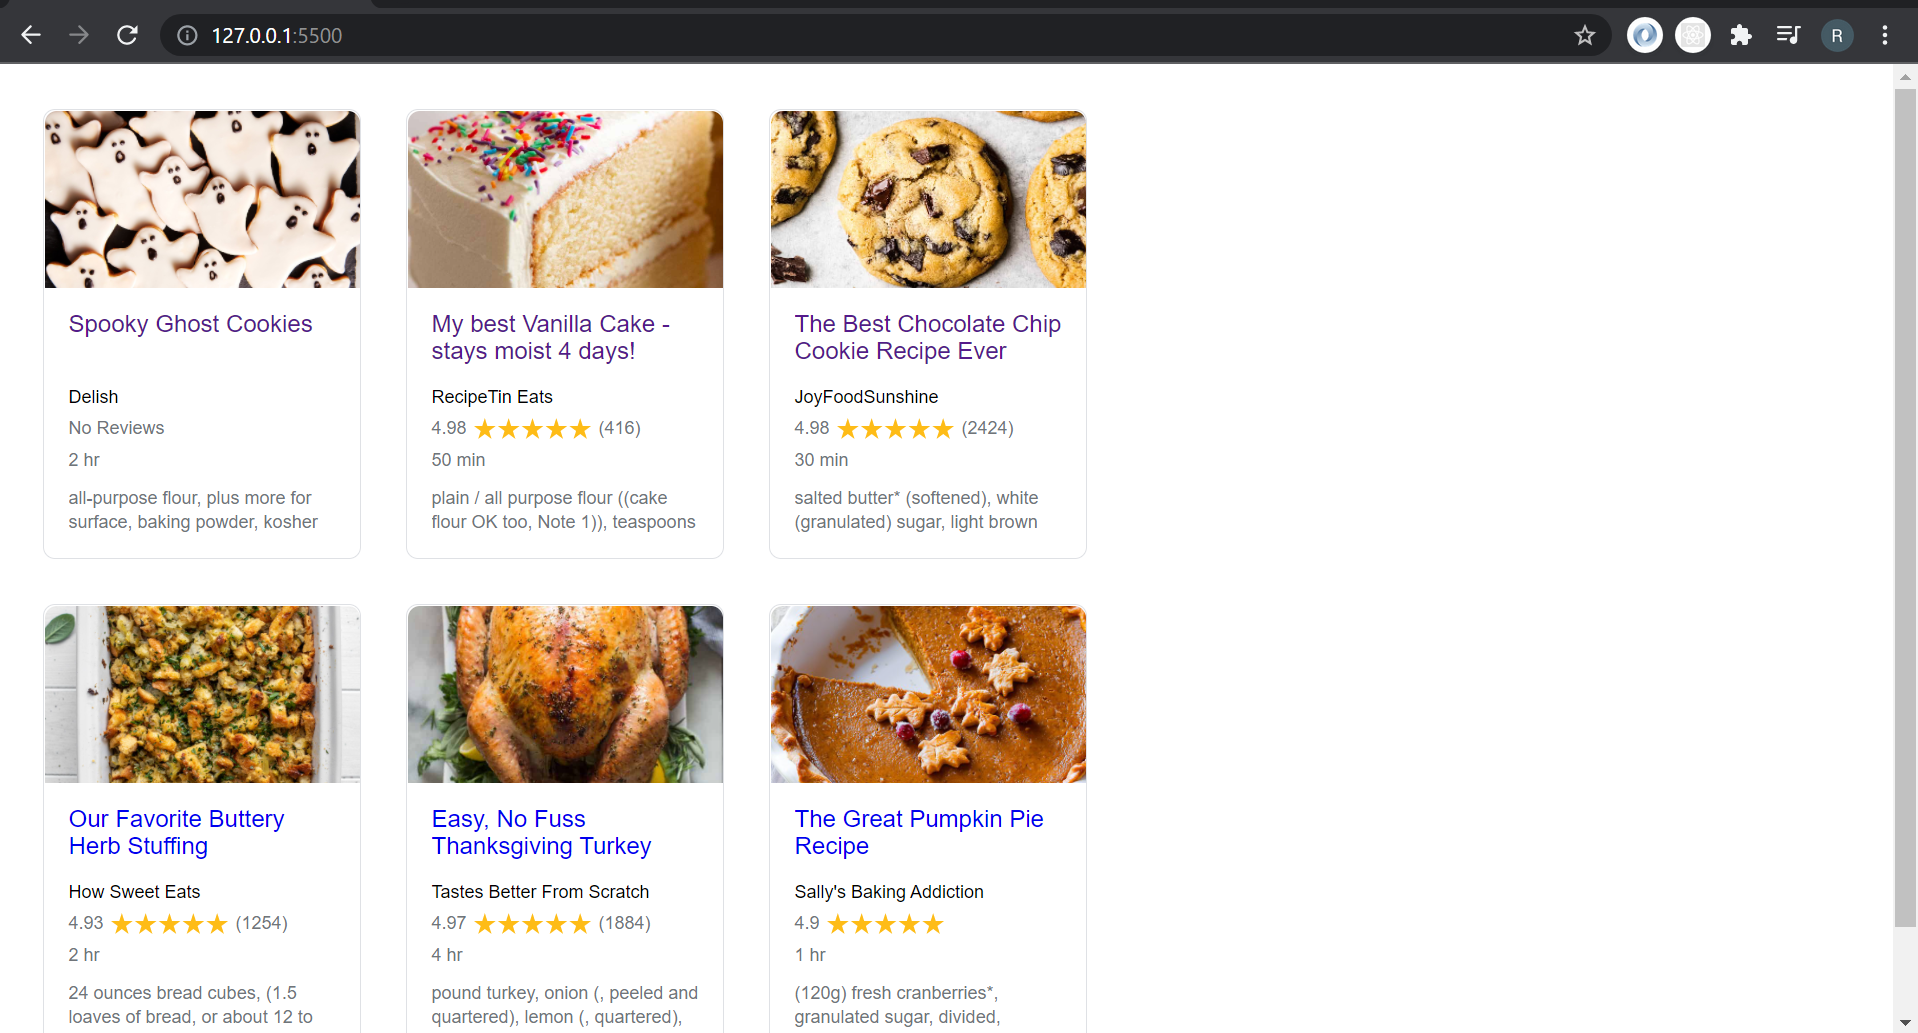 127.0.0.1:5500
R
Spooky Ghost Cookies
Delish
No Reviews
2 hr
all-purpose flour, plus more for
surface, baking powder, kosher
My best Vanilla Cake -
stays moist 4 days!
RecipeTin Eats
4.98 ★★★★★ (416)
50 min
plain / all purpose flour ((cake
flour OK too, Note 1)), teaspoons
The Best Chocolate Chip
Cookie Recipe Ever
JoyFoodSunshine
4.98 ★★★★★ (2424)
30 min
salted butter* (softened), white
(granulated) sugar, light brown
Our Favorite Buttery
Herb Stuffing
How Sweet Eats
4.93 ★★★★★ (1254)
2 hr
24 ounces bread cubes, (1.5
loaves of bread, or about 12 to
Easy, No Fuss
Thanksgiving Turkey
Tastes Better From Scratch
4.97 ★★★★★ (1884)
4 hr
pound turkey, onion (, peeled and
quartered), lemon (, quartered),
The Great Pumpkin Pie
Recipe
Sally's Baking Addiction
4.9 ★★★★★
1 hr
(120g) fresh cranberries*,
granulated sugar, divided,